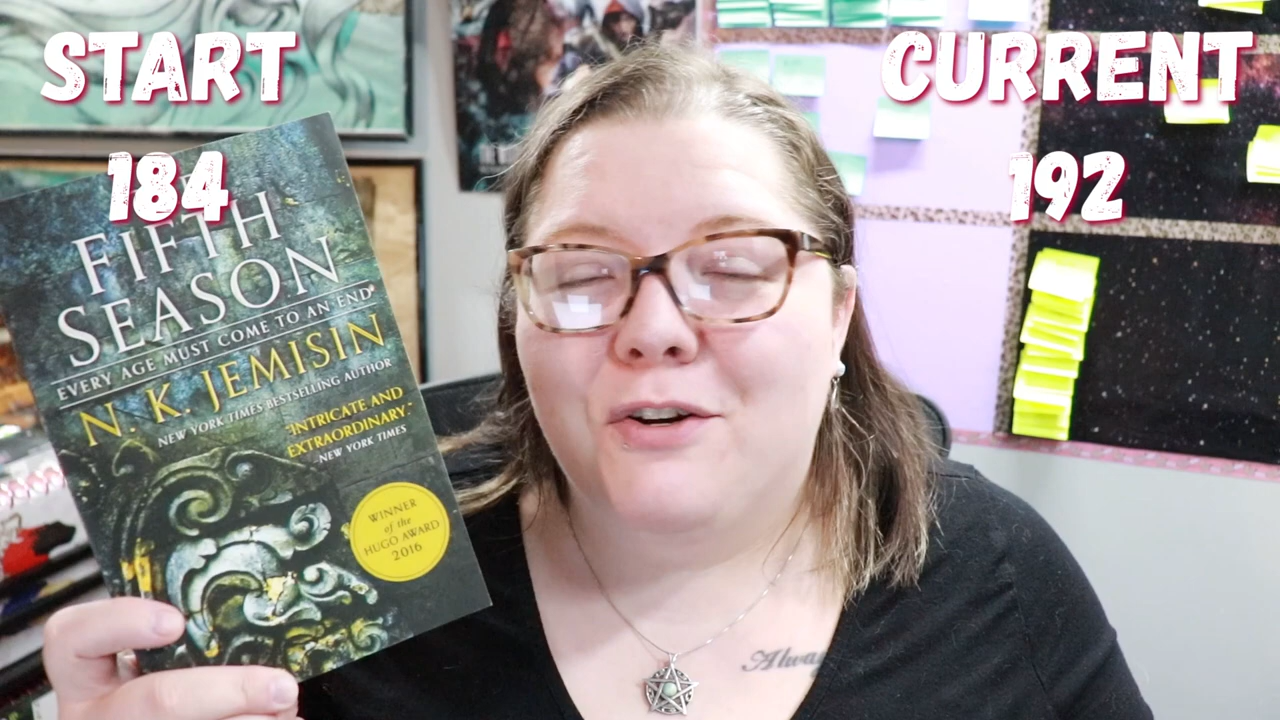 START
184
CURRENT
192
FIFTH
SEASON
EVERY AGE MUST COME TO AN END
N. K. JEMISIN
NEW YORK TIMES BESTSELLING AUTHOR
"INTRICATE AND
EXTRAORDINARY."
NEW YORK TIMES
WINNER
of the
HUGO AWARD
2016